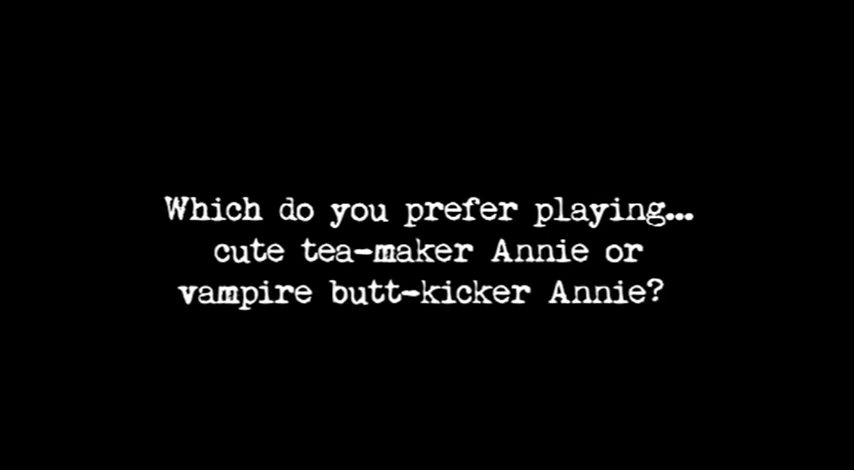 Which do you prefer playing...
cute tea-maker Annie or
vampire butt-kicker Annie?